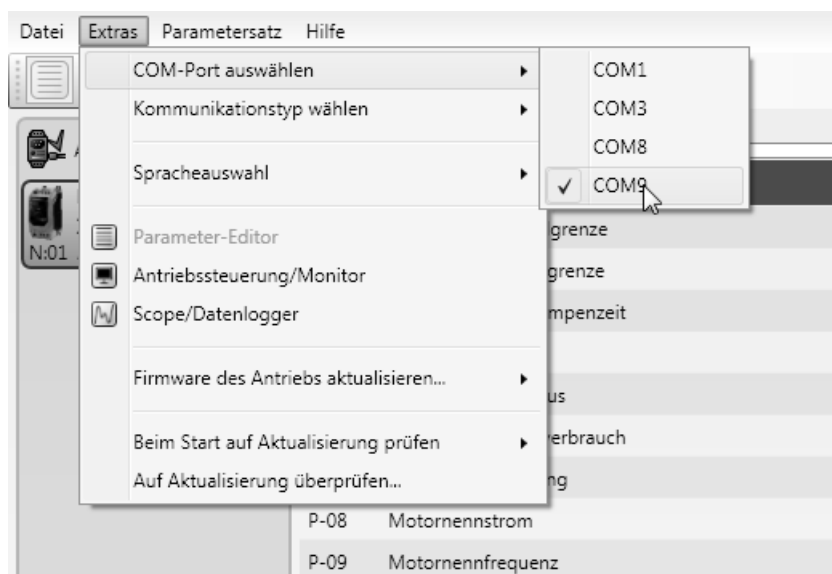 Datei Extras Parametersatz Hilfe
COM-Port auswählen
Kommunikationstyp wählen
Spracheauswahl
Parameter-Editor
Antriebssteuerung/Monitor
Scope/Datenlogger
Firmware des Antriebs aktualisieren...
Beim Start auf Aktualisierung prüfen
Auf Aktualisierung überprüfen...
COM1
COM3
COM8
COM9
N:01
grenze
grenze
mpenzeit
us
verbrauch
ng
P-08 Motornennstrom
P-09 Motornennfrequenz